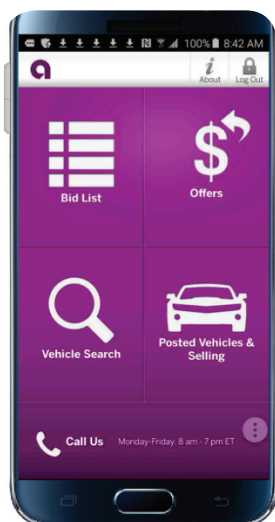 100% 8:42 AM
a
About
Log Out
Bid List
Offers
Vehicle Search
Posted Vehicles &
Selling
Call Us Monday-Friday, 8 am - 7 pm ET